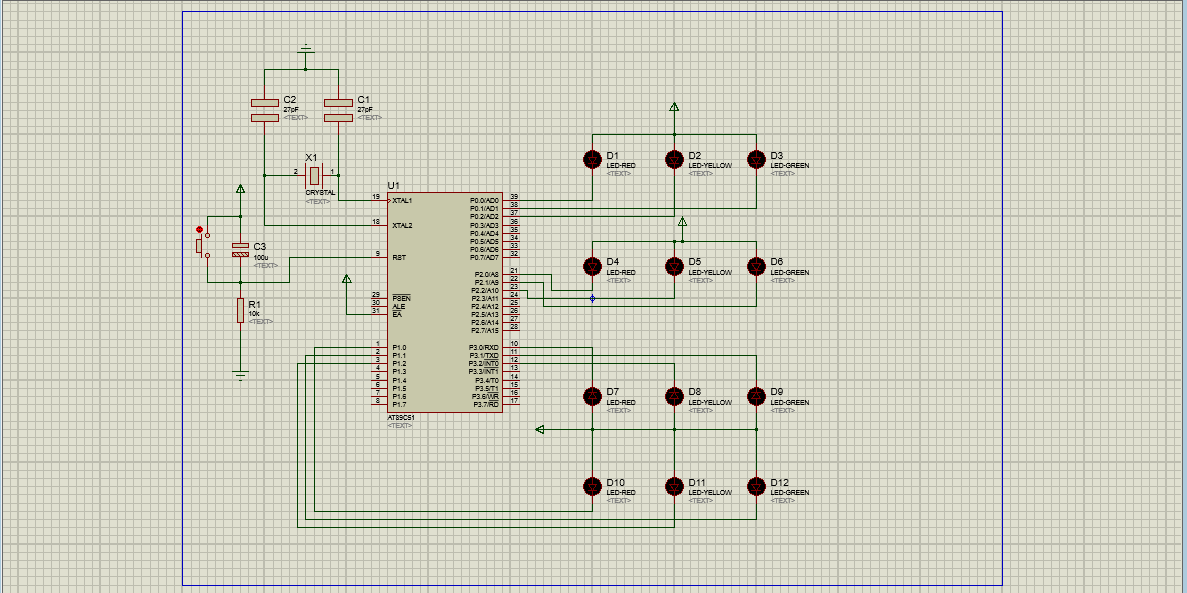 C2
27pF
<TEXT>
C1
27pF
<TEXT>
X1
2 1
CRYSTAL
<TEXT>
C3
100u
<TEXT>
R1
10k
<TEXT>
U1
19 XTAL1
18 XTAL2
9 RST
29 PSEN
30 ALE
31 EA
1 P1.0
2 P1.1
3 P1.2
4 P1.3
5 P1.4
6 P1.5
7 P1.6
8 P1.7
P0.0/AD0 39
P0.1/AD1 38
P0.2/AD2 37
P0.3/AD3 36
P0.4/AD4 35
P0.5/AD5 34
P0.6/AD6 33
P0.7/AD7 32
P2.0/A8 21
P2.1/A9 22
P2.2/A10 23
P2.3/A11 24
P2.4/A12 25
P2.5/A13 26
P2.6/A14 27
P2.7/A15 28
P3.0/RXD 10
P3.1/TXD 11
P3.2/INT0 12
P3.3/INT1 13
P3.4/T0 14
P3.5/T1 15
P3.6/WR 16
P3.7/RD 17
AT89C51
<TEXT>
D1
LED-RED
<TEXT>
D2
LED-YELLOW
<TEXT>
D3
LED-GREEN
<TEXT>
D4
LED-RED
<TEXT>
D5
LED-YELLOW
<TEXT>
D6
LED-GREEN
<TEXT>
D7
LED-RED
<TEXT>
D8
LED-YELLOW
<TEXT>
D9
LED-GREEN
<TEXT>
D10
LED-RED
<TEXT>
D11
LED-YELLOW
<TEXT>
D12
LED-GREEN
<TEXT>